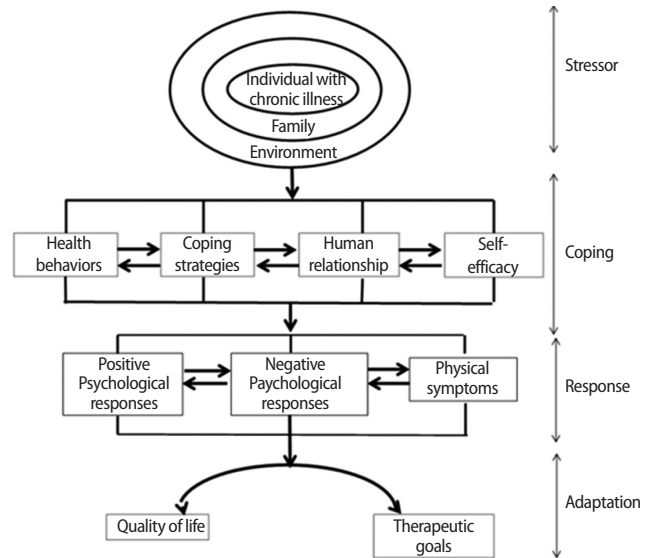 Individual with
chronic illness
Family
Environment
Stressor
Health
behaviors
Coping
strategies
Human
relationship
Self-
efficacy
Coping
Positive
Psychological
responses
Negative
Paychological
responses
Physical
symptoms
Response
Quality of life
Therapeutic
goals
Adaptation